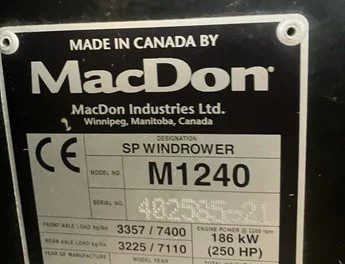 MADE IN CANADA BY
MacDon
MacDon Industries Ltd.
Winnipeg, Manitoba, Canada
CE
DESIGNATION
SP WINDROWER
MODEL NO
M1240
SERIAL NO
402585-21
FRONT AXLE LOAD kg/lbs
3357 / 7400
ENGINE POWER @ 2200 rpm
186 kW
(250 HP)
REAR AXLE LOAD kg/lbs
3225 / 7110
YEAR OF MANUFACTURE
MODEL YEAR